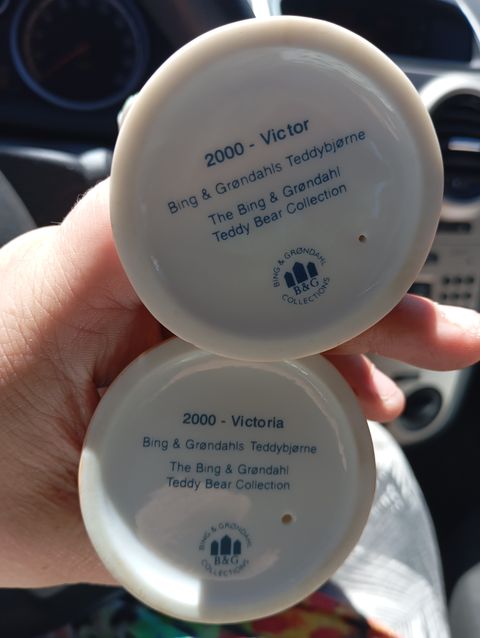 2000 - Victor
Bing & Grøndahls Teddybjørne
The Bing & Grøndahl
Teddy Bear Collection
BING & GRØNDAHL
B&G
COLLECTIONS
2000 - Victoria
Bing & Grøndahls Teddybjørne
The Bing & Grøndahl
Teddy Bear Collection
BING & GRØNDAHL
B&G
COLLECTIONS